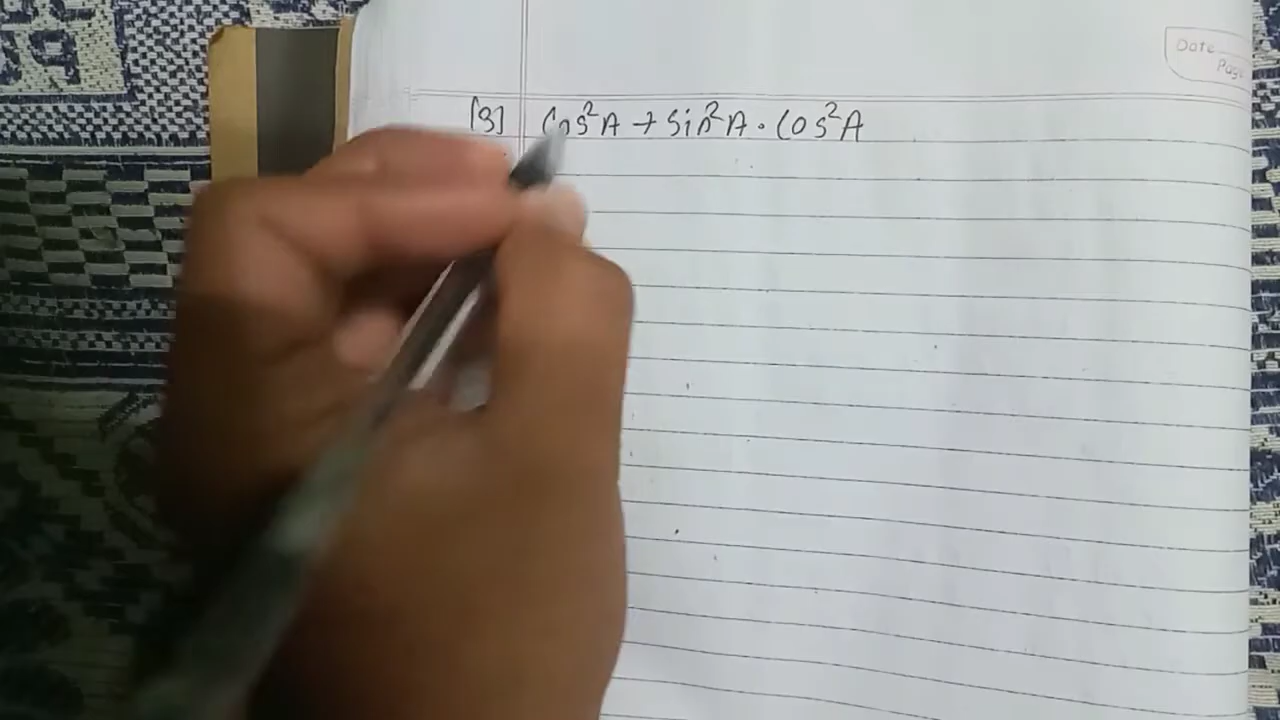 Date
Page
[3] Cos²A + Sin²A · Cos²A